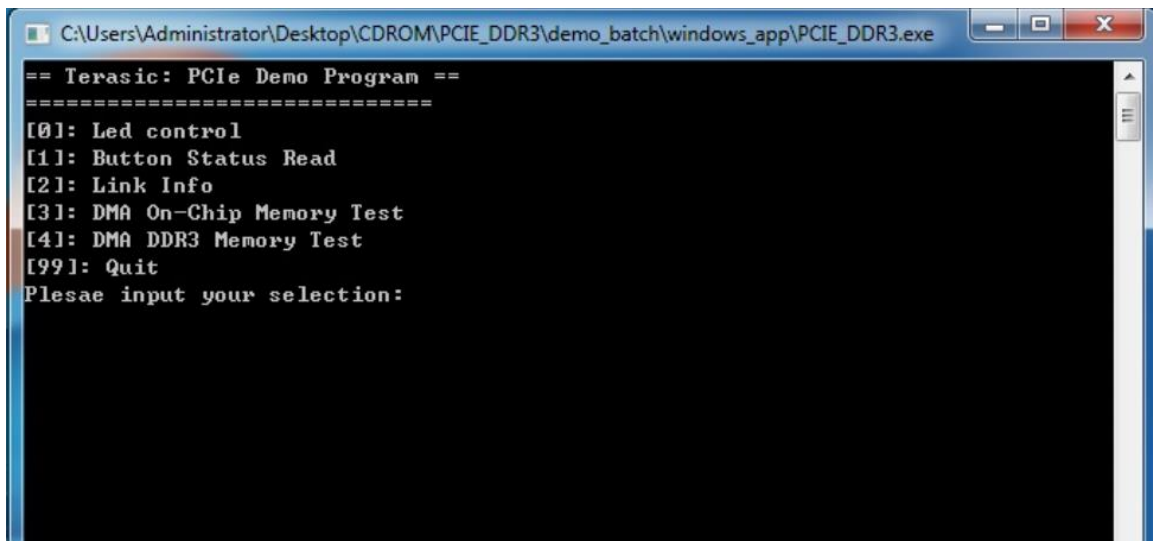 C:\Users\Administrator\Desktop\CDROM\PCIE_DDR3\demo_batch\windows_app\PCIE_DDR3.exe
== Terasic: PCIe Demo Program ==
==============================
[0]: Led control
[1]: Button Status Read
[2]: Link Info
[3]: DMA On-Chip Memory Test
[4]: DMA DDR3 Memory Test
[99]: Quit
Plesae input your selection: